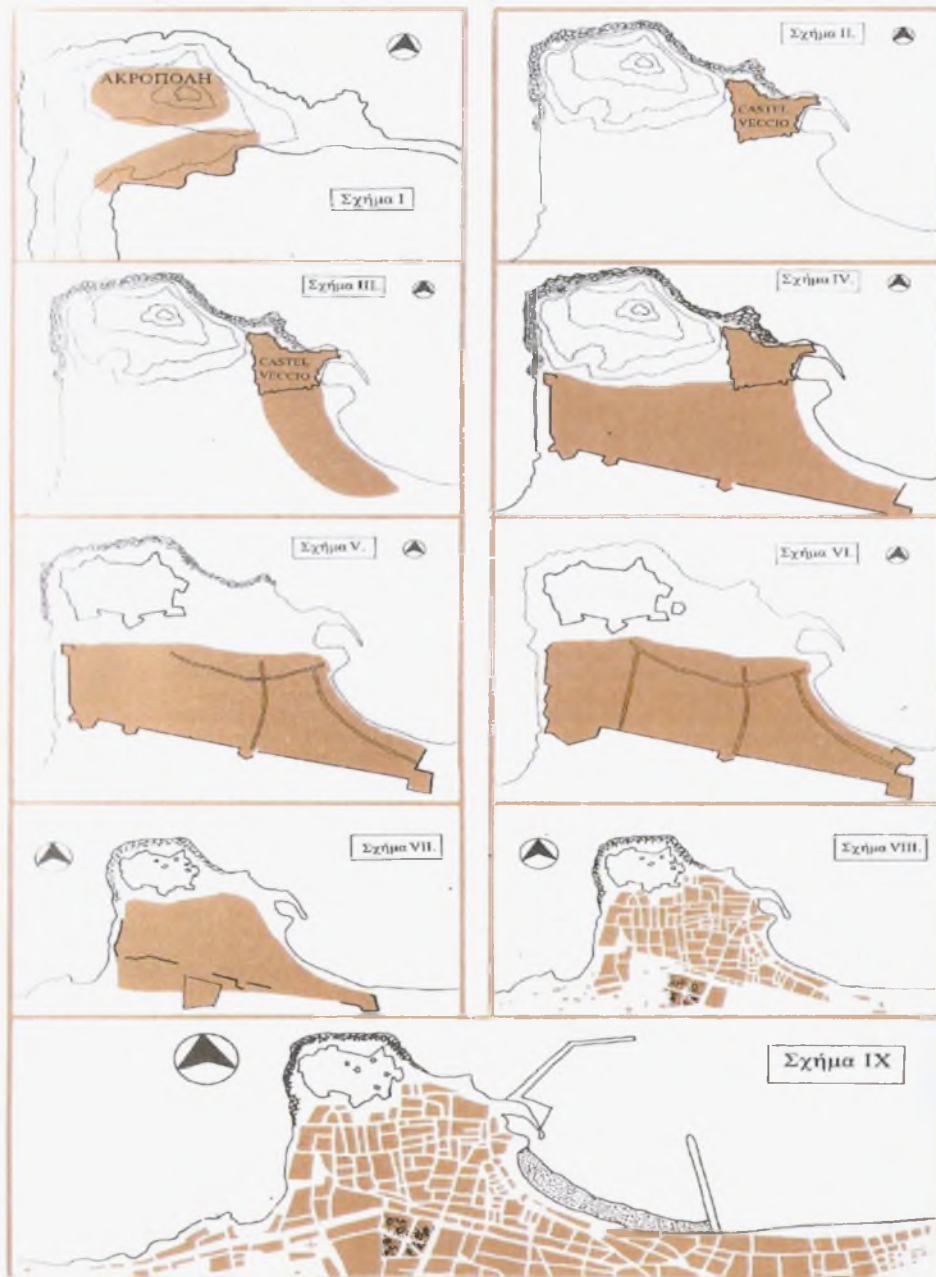 ΑΚΡΟΠΟΛΗ
Σχήμα I
Σχήμα II.
CASTEL
VECCIO
Σχήμα III.
CASTEL
VECCIO
Σχήμα IV.
Σχήμα V.
Σχήμα VI.
Σχήμα VII.
Σχήμα VIII.
Σχήμα IX